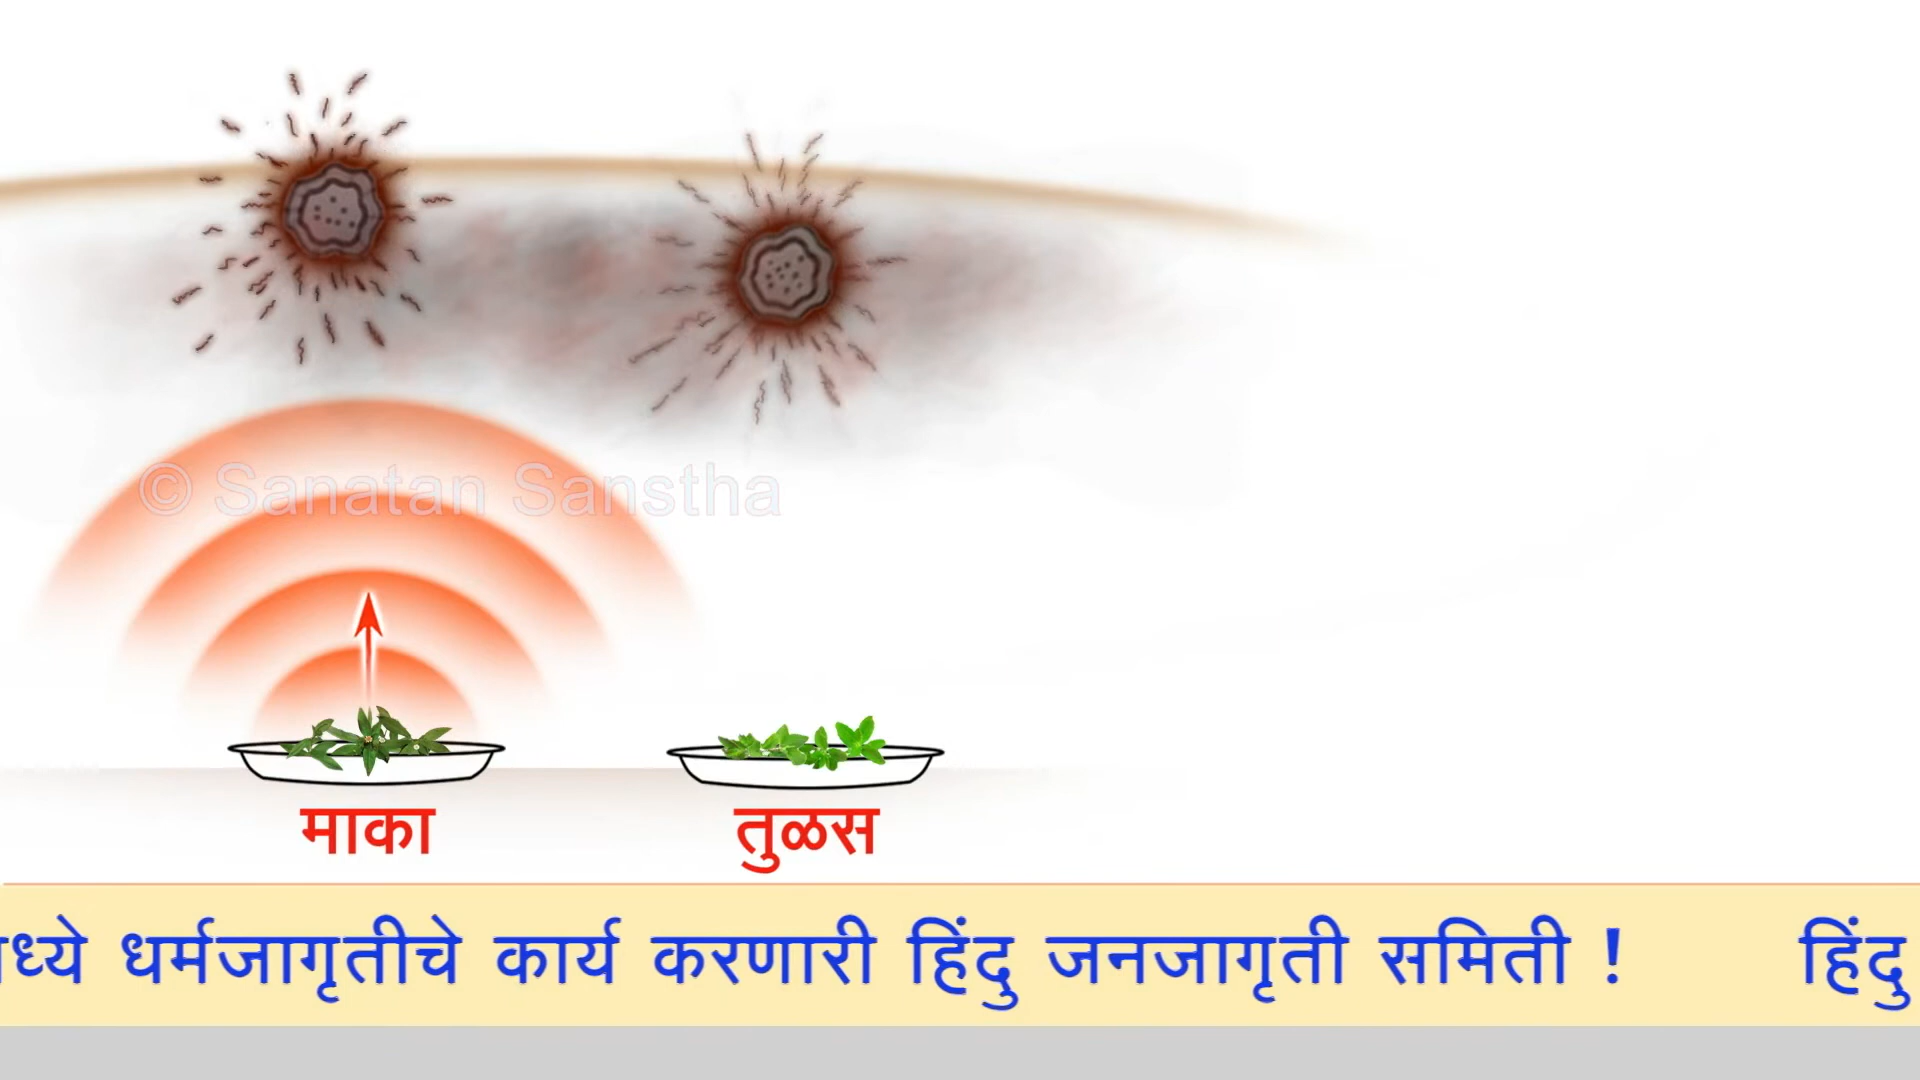 © Sanatan Sanstha
माका
तुळस
धर्मजागृतीचे कार्य करणारी हिंदु जनजागृती समिती ! हिंदु